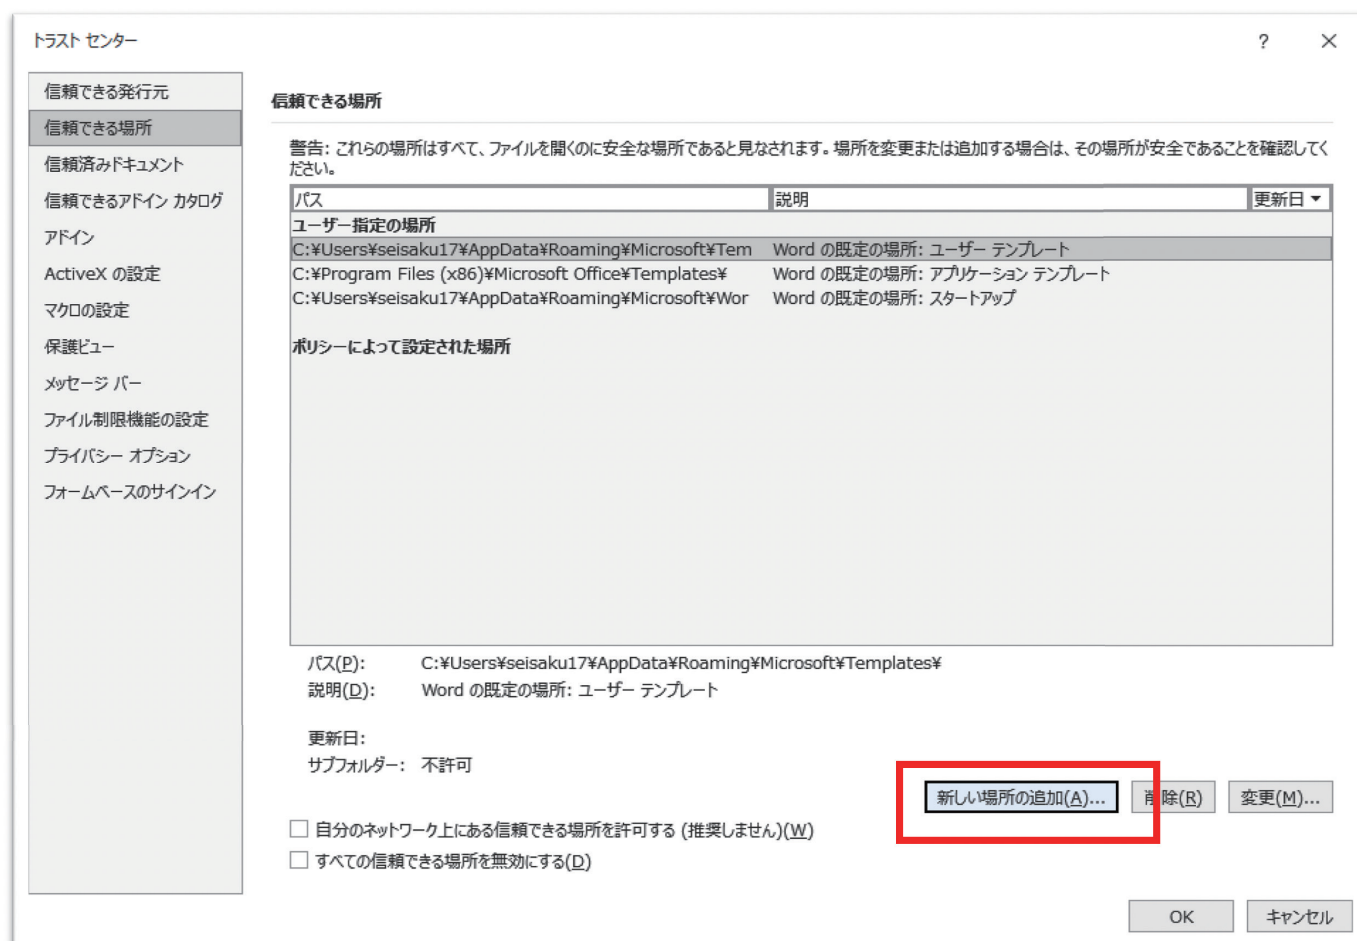 トラスト センター
? ×
信頼できる発行元
信頼できる場所
信頼済みドキュメント
信頼できるアドイン カタログ
アドイン
ActiveX の設定
マクロの設定
保護ビュー
メッセージ バー
ファイル制限機能の設定
プライバシー オプション
フォームベースのサインイン
信頼できる場所
警告: これらの場所はすべて、ファイルを開くのに安全な場所であると見なされます。場所を変更または追加する場合は、その場所が安全であることを確認してく
ださい。
パス 説明 更新日▼
ユーザー指定の場所
C:¥Users¥seisaku17¥AppData¥Roaming¥Microsoft¥Tem Word の既定の場所: ユーザー テンプレート
C:¥Program Files (x86)¥Microsoft Office¥Templates¥ Word の既定の場所: アプリケーション テンプレート
C:¥Users¥seisaku17¥AppData¥Roaming¥Microsoft¥Wor Word の既定の場所: スタートアップ
ポリシーによって設定された場所
パス(P): C:¥Users¥seisaku17¥AppData¥Roaming¥Microsoft¥Templates¥
説明(D): Word の既定の場所: ユーザー テンプレート
更新日:
サブフォルダー: 不許可
新しい場所の追加(A)... 削除(R) 変更(M)...
自分のネットワーク上にある信頼できる場所を許可する (推奨しません)(W)
すべての信頼できる場所を無効にする(D)
OK キャンセル